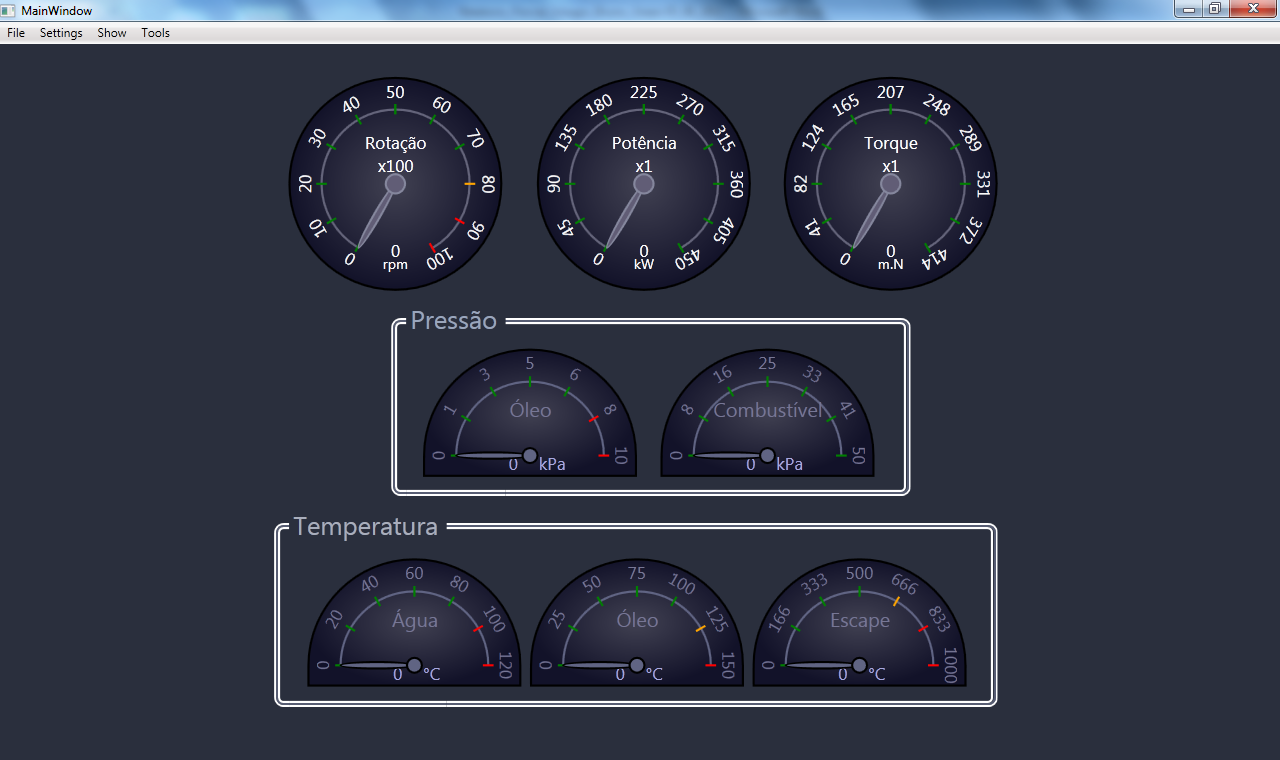 MainWindow
File Settings Show Tools
0 10 20 30 40 50 60 70 80 90 100
Rotação
x100
0
rpm
0 45 90 135 180 225 270 315 360 405 450
Potência
x1
0
kW
0 41 82 124 165 207 248 289 331 372 414
Torque
x1
0
m.N
Pressão
0 1 3 5 6 8 10
Óleo
0 kPa
0 8 16 25 33 41 50
Combustível
0 kPa
Temperatura
0 20 40 60 80 100 120
Água
0 °C
0 25 50 75 100 125 150
Óleo
0 °C
0 166 333 500 666 833 1000
Escape
0 °C